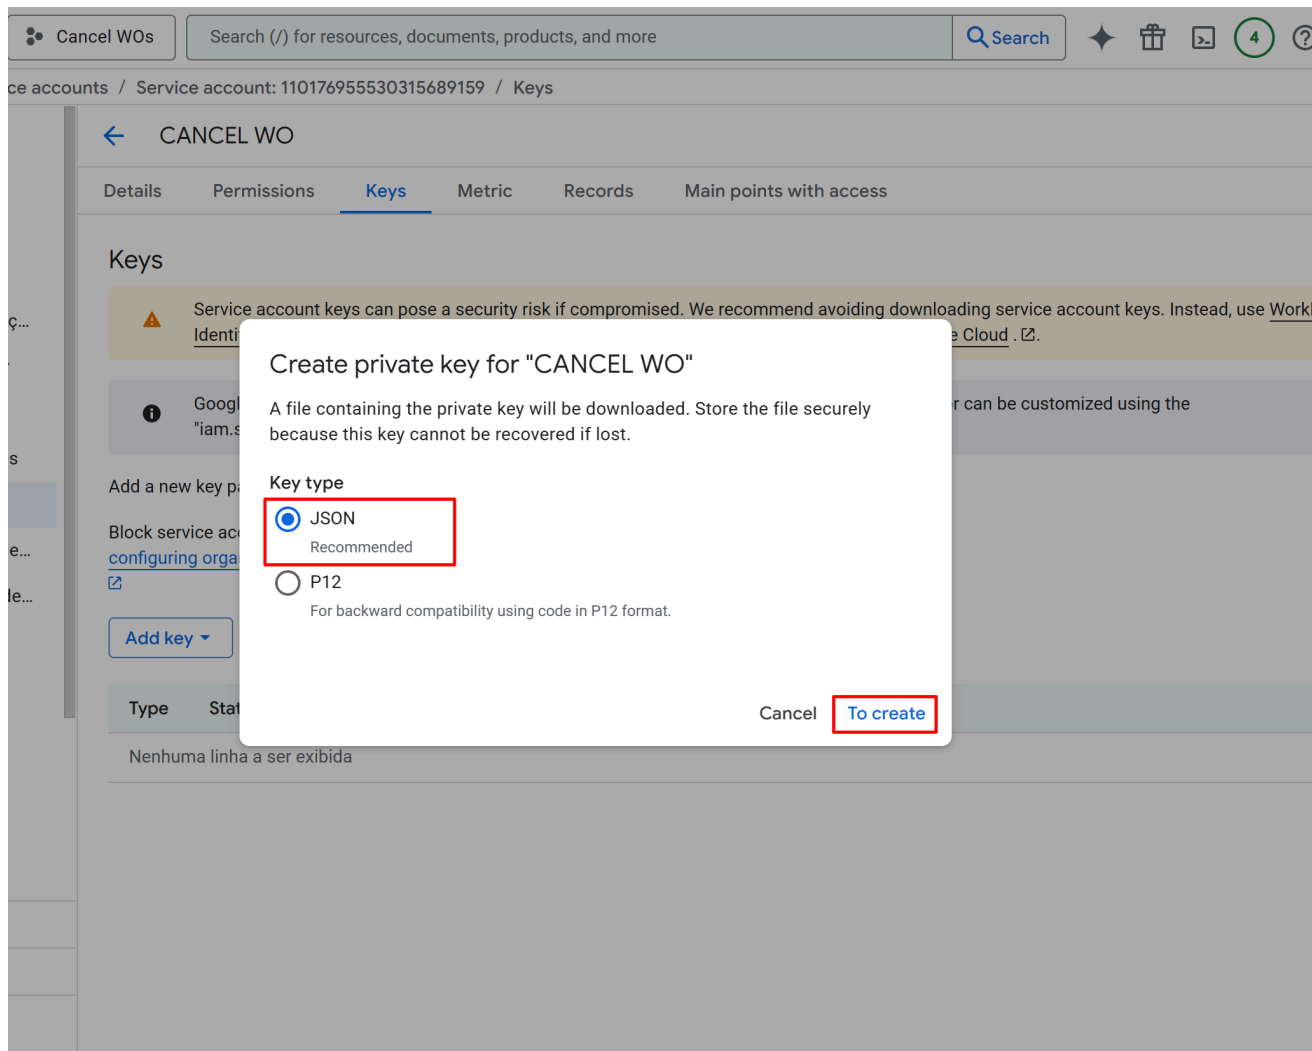 Cancel WOs
Search (/) for resources, documents, products, and more
Search
4
ce accounts / Service account: 110176955530315689159 / Keys
CANCEL WO
Details Permissions Keys Metric Records Main points with access
Keys
Service account keys can pose a security risk if compromised. We recommend avoiding downloading service account keys. Instead, use Workl
Identi
e Cloud .
Googl
r can be customized using the
"iam.s
Add a new key pa
Block service acc
configuring orga
Add key
Type Stat
Nenhuma linha a ser exibida
ç...
s
e...
de...
Create private key for "CANCEL WO"
A file containing the private key will be downloaded. Store the file securely
because this key cannot be recovered if lost.
Key type
JSON
Recommended
P12
For backward compatibility using code in P12 format.
Cancel To create